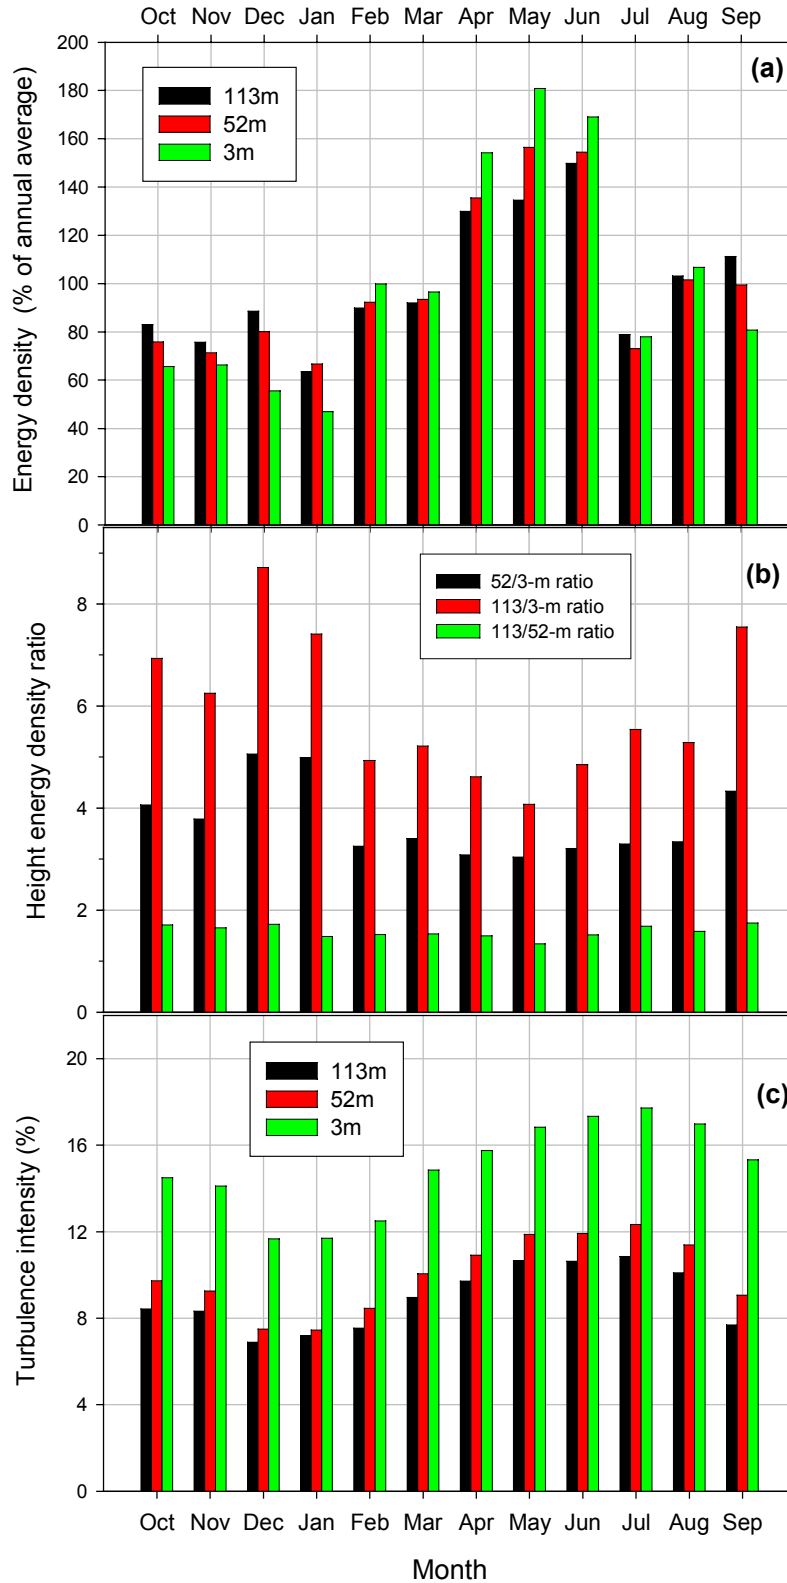 Oct Nov Dec Jan Feb Mar Apr May Jun Jul Aug Sep
200
180
160
140
120
100
80
60
40
20
0
Energy density (% of annual average)
(a)
113m
52m
3m
8
6
4
2
0
Height energy density ratio
(b)
52/3-m ratio
113/3-m ratio
113/52-m ratio
20
16
12
8
4
0
Turbulence intensity (%)
(c)
113m
52m
3m
Oct Nov Dec Jan Feb Mar Apr May Jun Jul Aug Sep
Month